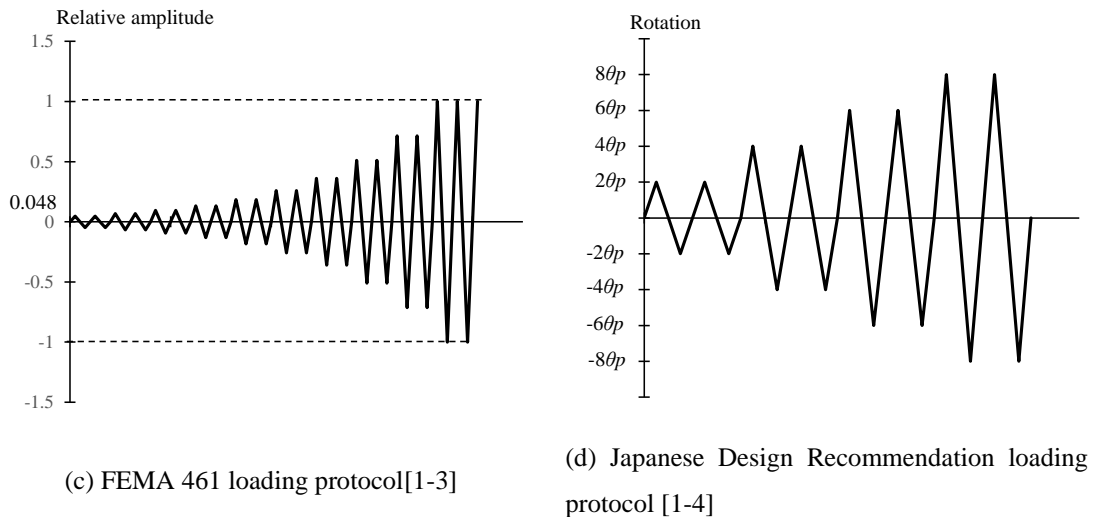 Relative amplitude
1.5
1
0.5
0.048
0
-0.5
-1
-1.5
(c) FEMA 461 loading protocol[1-3]
Rotation
8θp
6θp
4θp
2θp
-2θp
-4θp
-6θp
-8θp
(d) Japanese Design Recommendation loading
protocol [1-4]